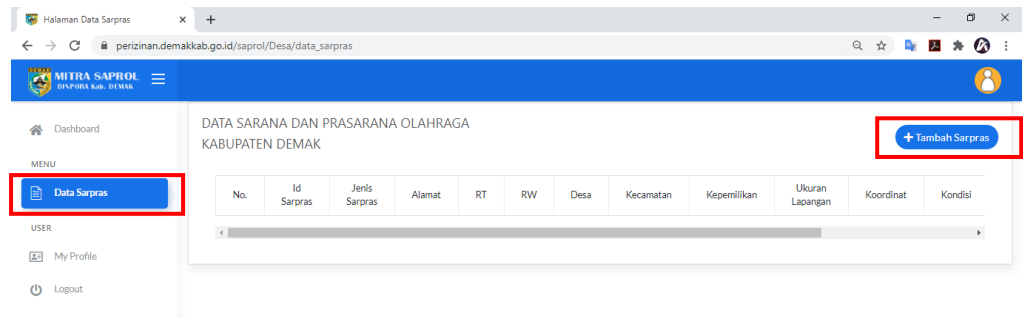 Halaman Data Sarpras
perizinan.demakkab.go.id/saprol/Desa/data_sarpras
DEMAK
MITRA SAPROL
DINPORA Kab. DEMAK
Dashboard
MENU
Data Sarpras
USER
My Profile
Logout
DATA SARANA DAN PRASARANA OLAHRAGA
KABUPATEN DEMAK
+ Tambah Sarpras
No. Id Sarpras Jenis Sarpras Alamat RT RW Desa Kecamatan Kepemilikan Ukuran Lapangan Koordinat Kondisi